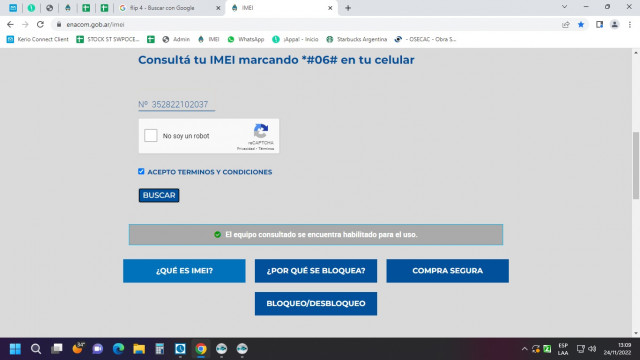 flip 4 - Buscar con Google
IMEI
enacom.gob.ar/imei
Kerio Connect Client
STOCK ST SWPOCE...
Admin
IMEI
WhatsApp
¡Appa! - Inicio
Starbucks Argentina
- OSECAC - Obra S...
Consultá tu IMEI marcando *#06# en tu celular
Nº 352822102037
No soy un robot
reCAPTCHA
Privacidad - Términos
ACEPTO TERMINOS Y CONDICIONES
BUSCAR
El equipo consultado se encuentra habilitado para el uso.
¿QUÉ ES IMEI?
¿POR QUÉ SE BLOQUEA?
COMPRA SEGURA
BLOQUEO/DESBLOQUEO
ESP
LAA
13:09
24/11/2022